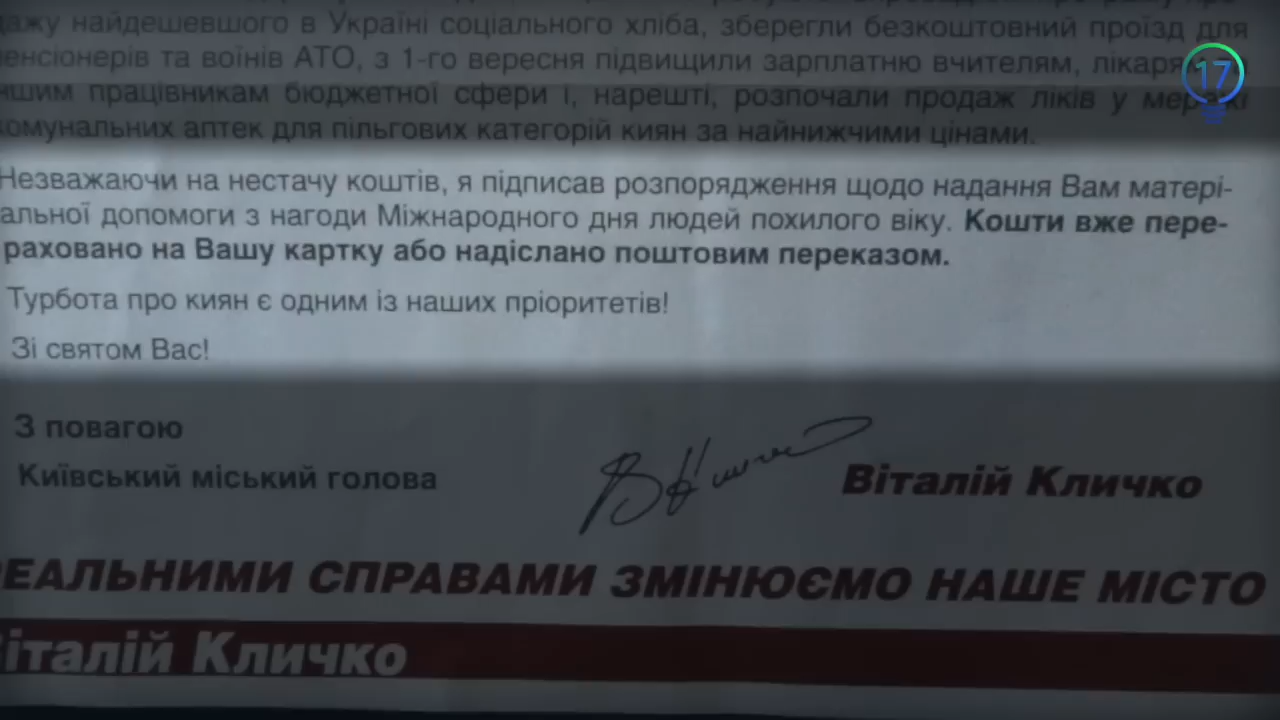 дажу найдешевшого в Україні соціального хліба, зберегли безкоштовний проїзд для
пенсіонерів та воїнів АТО, з 1-го вересня підвищили зарплатню вчителям, лікарям
іншим працівникам бюджетної сфери і, нарешті, розпочали продаж ліків у мережі
комунальних аптек для пільгових категорій киян за найнижчими цінами.
Незважаючи на нестачу коштів, я підписав розпорядження щодо надання Вам матері-
альної допомоги з нагоди Міжнародного дня людей похилого віку. Кошти вже пере-
раховано на Вашу картку або надіслано поштовим переказом.
Турбота про киян є одним із наших пріоритетів!
Зі святом Вас!
З повагою
Київський міський голова
Віталій Кличко
РЕАЛЬНИМИ СПРАВАМИ ЗМІНЮЄМО НАШЕ МІСТО
Віталій Кличко
17